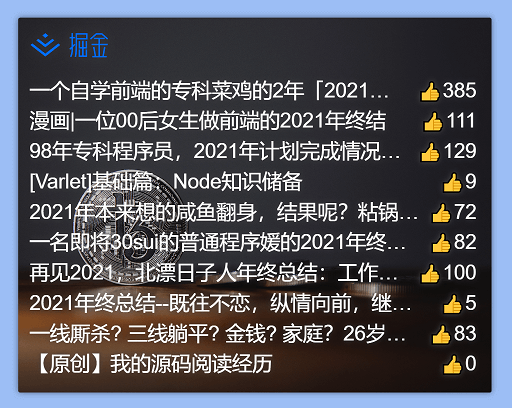 掘金
一个自学前端的专科菜鸡的2年「2021... 👍385
漫画|一位00后女生做前端的2021年终结 👍111
98年专科程序员，2021年计划完成情况... 👍129
[Varlet]基础篇：Node知识储备 👍9
2021年本来想的咸鱼翻身，结果呢？粘锅... 👍72
一名即将30sui的普通程序媛的2021年终... 👍82
再见2021，北漂日子人年终总结：工作... 👍100
2021年终总结--既往不恋，纵情向前，继... 👍5
一线厮杀? 三线躺平? 金钱? 家庭？26岁... 👍83
【原创】我的源码阅读经历 👍0